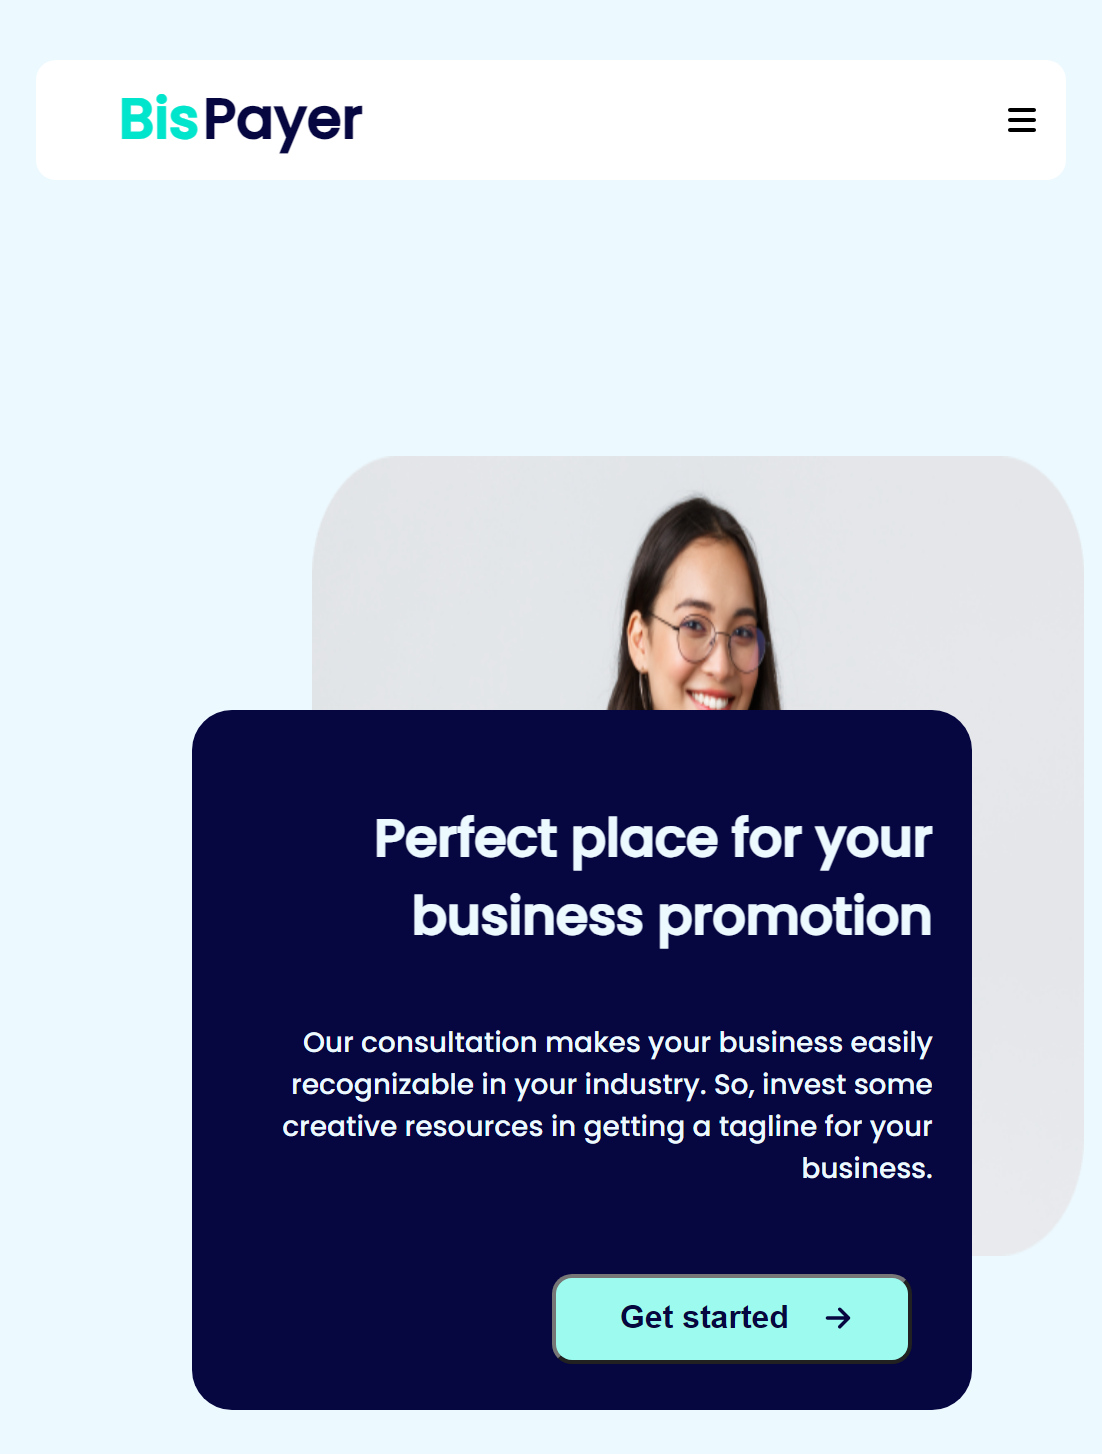 BisPayer
Perfect place for your
business promotion
Our consultation makes your business easily
recognizable in your industry. So, invest some
creative resources in getting a tagline for your
business.
Get started